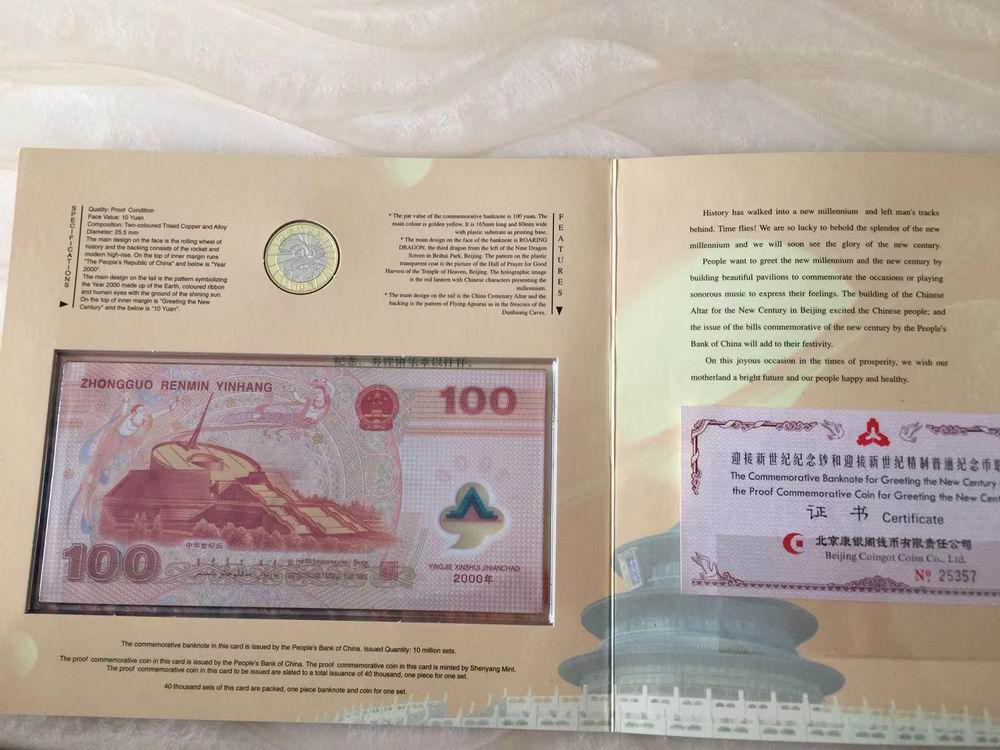 SPECIFICATIONS
Quality: Proof Condition
Face Value: 10 Yuan
Composition: Two-coloured Trilaid Copper and Alloy
Diameter: 25.5 mm
The main design on the face is the rolling wheel of
history and the backing consists of the rocket and
modern high-rise. On the top of inner margin runs
"The People's Republic of China" and below is "Year
2000".
The main design on the tail is the pattern symbolizing
the Year 2000 made up of the Earth, coloured ribbon
and human eyes with the ground of the shining sun.
On the top of inner margin is "Greeting the New
Century" and the below is "10 Yuan".
FEATURES
* The par value of the commemorative banknote is 100 yuan. The
main colour is golden yellow. It is 165mm long and 80mm wide
with plastic substrate as printing base.
* The main design on the face of the banknote is ROARING
DRAGON, the third dragon from the left of the Nine Dragon
Screen in Beihai Park, Beijing. The pattern on the plastic
transparent coat is the picture of the Hall of Prayer for Good
Harvest of the Temple of Heaven, Beijing. The holographic image
is the red lantern with Chinese characters presenting the
millennium.
* The main design on the tail is the China Centenary Altar and the
backing is the pattern of Flying Apsaras as in the frescoes of the
Dunhuang Caves.
ZHONGGUO RENMIN YINHANG
100
中华世纪坛
100
YINGJIE XINSHIJI JINIANCHAO
2000年
The commemorative banknote in this card is issued by the People's Bank of China. Issued Quantity: 10 million sets.
The proof commemorative coin in this card is issued by the People's Bank of China. The proof commemorative coin in this card is minted by Shenyang Mint.
The proof commemorative coin in this card to be issued are slated to a total issuance of 40 thousand, one piece for one set.
40 thousand sets of this card are packed, one piece banknote and coin for one set.
History has walked into a new millennium and left man's tracks
behind. Time flies! We are so lucky to behold the splendor of the new
millennium and we will soon see the glory of the new century.
People want to greet the new millennium and the new century by
building beautiful pavilions to commemorate the occasions or playing
sonorous music to express their feelings. The building of the Chinese
Altar for the New Century in Beijing excited the Chinese people; and
the issue of the bills commemorative of the new century by the People's
Bank of China will add to their festivity.
On this joyous occasion in the times of prosperity, we wish our
motherland a bright future and our people happy and healthy.
迎接新世纪纪念钞和迎接新世纪精制普通纪念币
The Commemorative Banknote for Greeting the New Century
the Proof Commemorative Coin for Greeting the New Cen
证 书 Certificate
北京康银阁钱币有限责任公司
Beijing Coingot Coins Co., Ltd.
Nº 25357